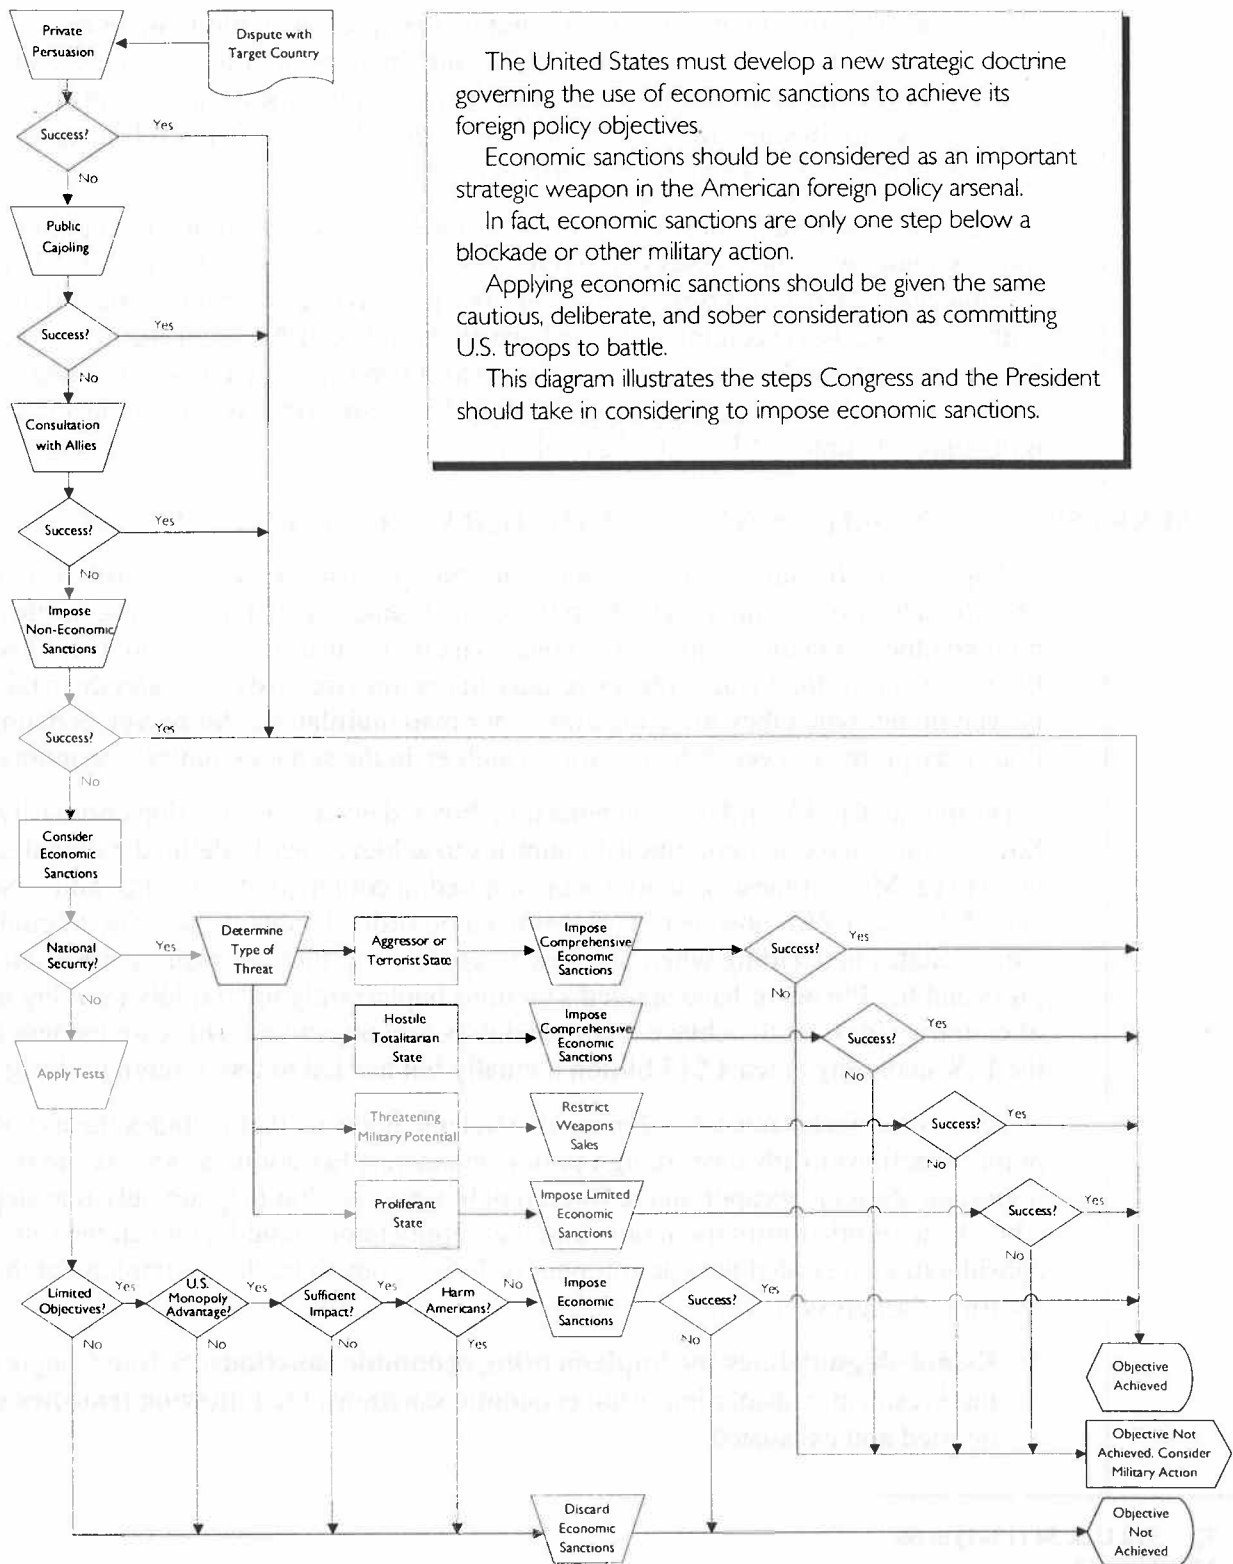 Private
Persuasion
Dispute with
Target Country
The United States must develop a new strategic doctrine
governing the use of economic sanctions to achieve its
foreign policy objectives.
Economic sanctions should be considered as an important
strategic weapon in the American foreign policy arsenal.
In fact, economic sanctions are only one step below a
blockade or other military action.
Applying economic sanctions should be given the same
cautious, deliberate, and sober consideration as committing
U.S. troops to battle.
This diagram illustrates the steps Congress and the President
should take in considering to impose economic sanctions.
Success?
Yes
No
Public
Cajoling
Success?
Yes
No
Consultation
with Allies
Success?
Yes
No
Impose
Non-Economic
Sanctions
Success?
Yes
No
Consider
Economic
Sanctions
National
Security?
Yes
No
Determine
Type of
Threat
Aggressor or
Terrorist State
Impose
Comprehensive
Economic
Sanctions
Success?
Yes
No
Hostile
Totalitarian
State
Impose
Comprehensive
Economic
Sanctions
Success?
Yes
No
Apply Tests
Threatening
Military Potential
Restrict
Weapons
Sales
Success?
Yes
No
Proliferant
State
Impose Limited
Economic
Sanctions
Success?
Yes
No
Limited
Objectives?
Yes
No
U.S.
Monopoly
Advantage?
Yes
No
Sufficient
Impact?
Yes
No
Harm
Americans?
No
Yes
Impose
Economic
Sanctions
Success?
Yes
No
Objective
Achieved
Objective Not
Achieved. Consider
Military Action
Discard
Economic
Sanctions
Objective
Not
Achieved